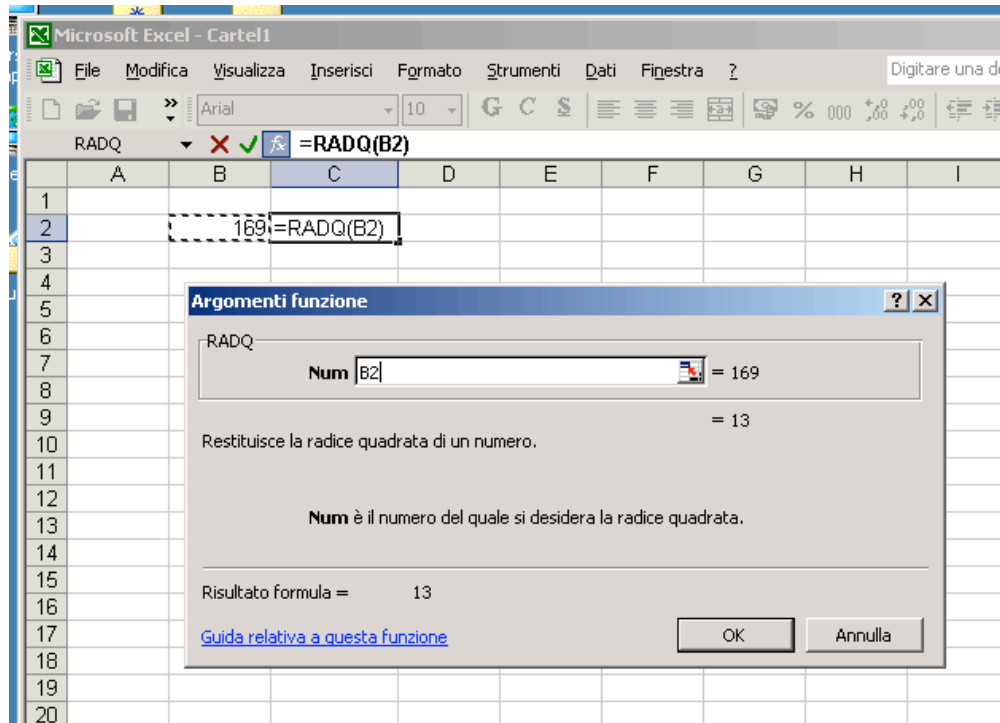 Microsoft Excel - Cartel1
File Modifica Visualizza Inserisci Formato Strumenti Dati Finestra ? Digitare una d
Arial 10 G C S % 000
RADQ =RADQ(B2)
A B C D E F G H I
1
2 169 =RADQ(B2)
3
4
5
6
7
8
9
10
11
12
13
14
15
16
17
18
19
20
Argomenti funzione ? X
RADQ
Num B2 = 169
= 13
Restituisce la radice quadrata di un numero.
Num è il numero del quale si desidera la radice quadrata.
Risultato formula = 13
Guida relativa a questa funzione OK Annulla